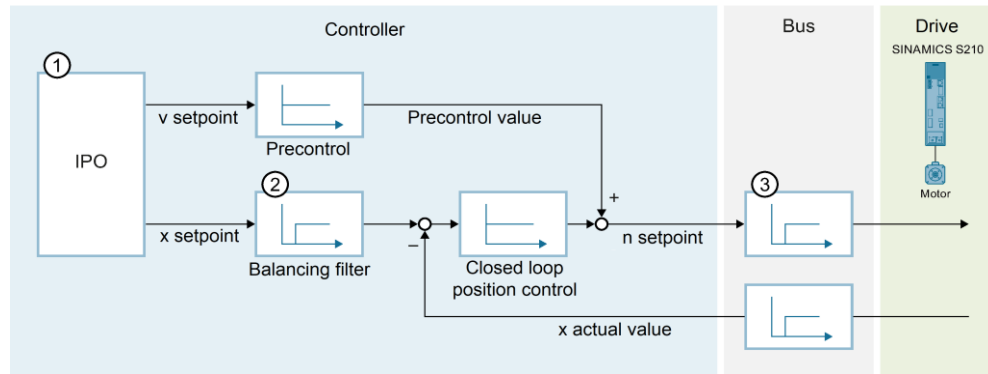 Controller
Bus
Drive
SINAMICS S210
1
v setpoint
Precontrol value
Precontrol
IPO
Motor
2
3
+
x setpoint
−
n setpoint
Balancing filter
Closed loop
position control
x actual value